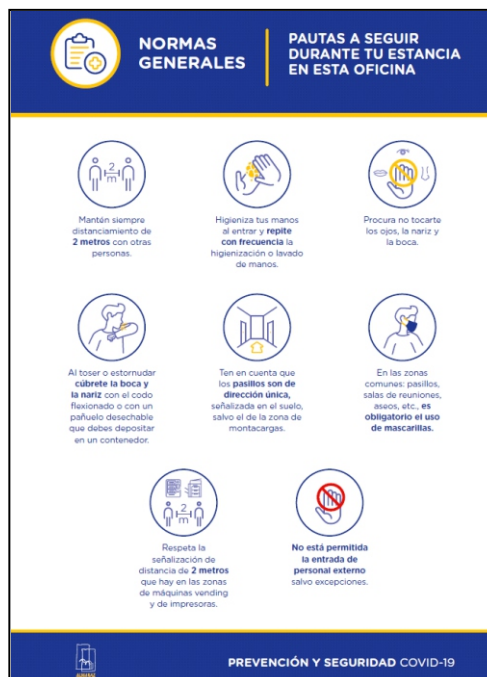 NORMAS
GENERALES
PAUTAS A SEGUIR
DURANTE TU ESTANCIA
EN ESTA OFICINA
2
m
Mantén siempre
distanciamiento de
2 metros con otras
personas.
Higieniza tus manos
al entrar y repite
con frecuencia la
higienización o lavado
de manos.
Procura no tocarte
los ojos, la nariz y
la boca.
Al toser o estornudar
cúbrete la boca y
la nariz con el codo
flexionado o con un
pañuelo desechable
que debes depositar
en un contenedor.
Ten en cuenta que
los pasillos son de
dirección única,
señalizada en el suelo,
salvo el de la zona de
montacargas.
En las zonas
comunes: pasillos,
salas de reuniones,
aseos, etc., es
obligatorio el uso
de mascarillas.
2
m
Respeta la
señalización de
distancia de 2 metros
que hay en las zonas
de máquinas vending
y de impresoras.
No está permitida
la entrada de
personal externo
salvo excepciones.
PREVENCIÓN Y SEGURIDAD COVID-19